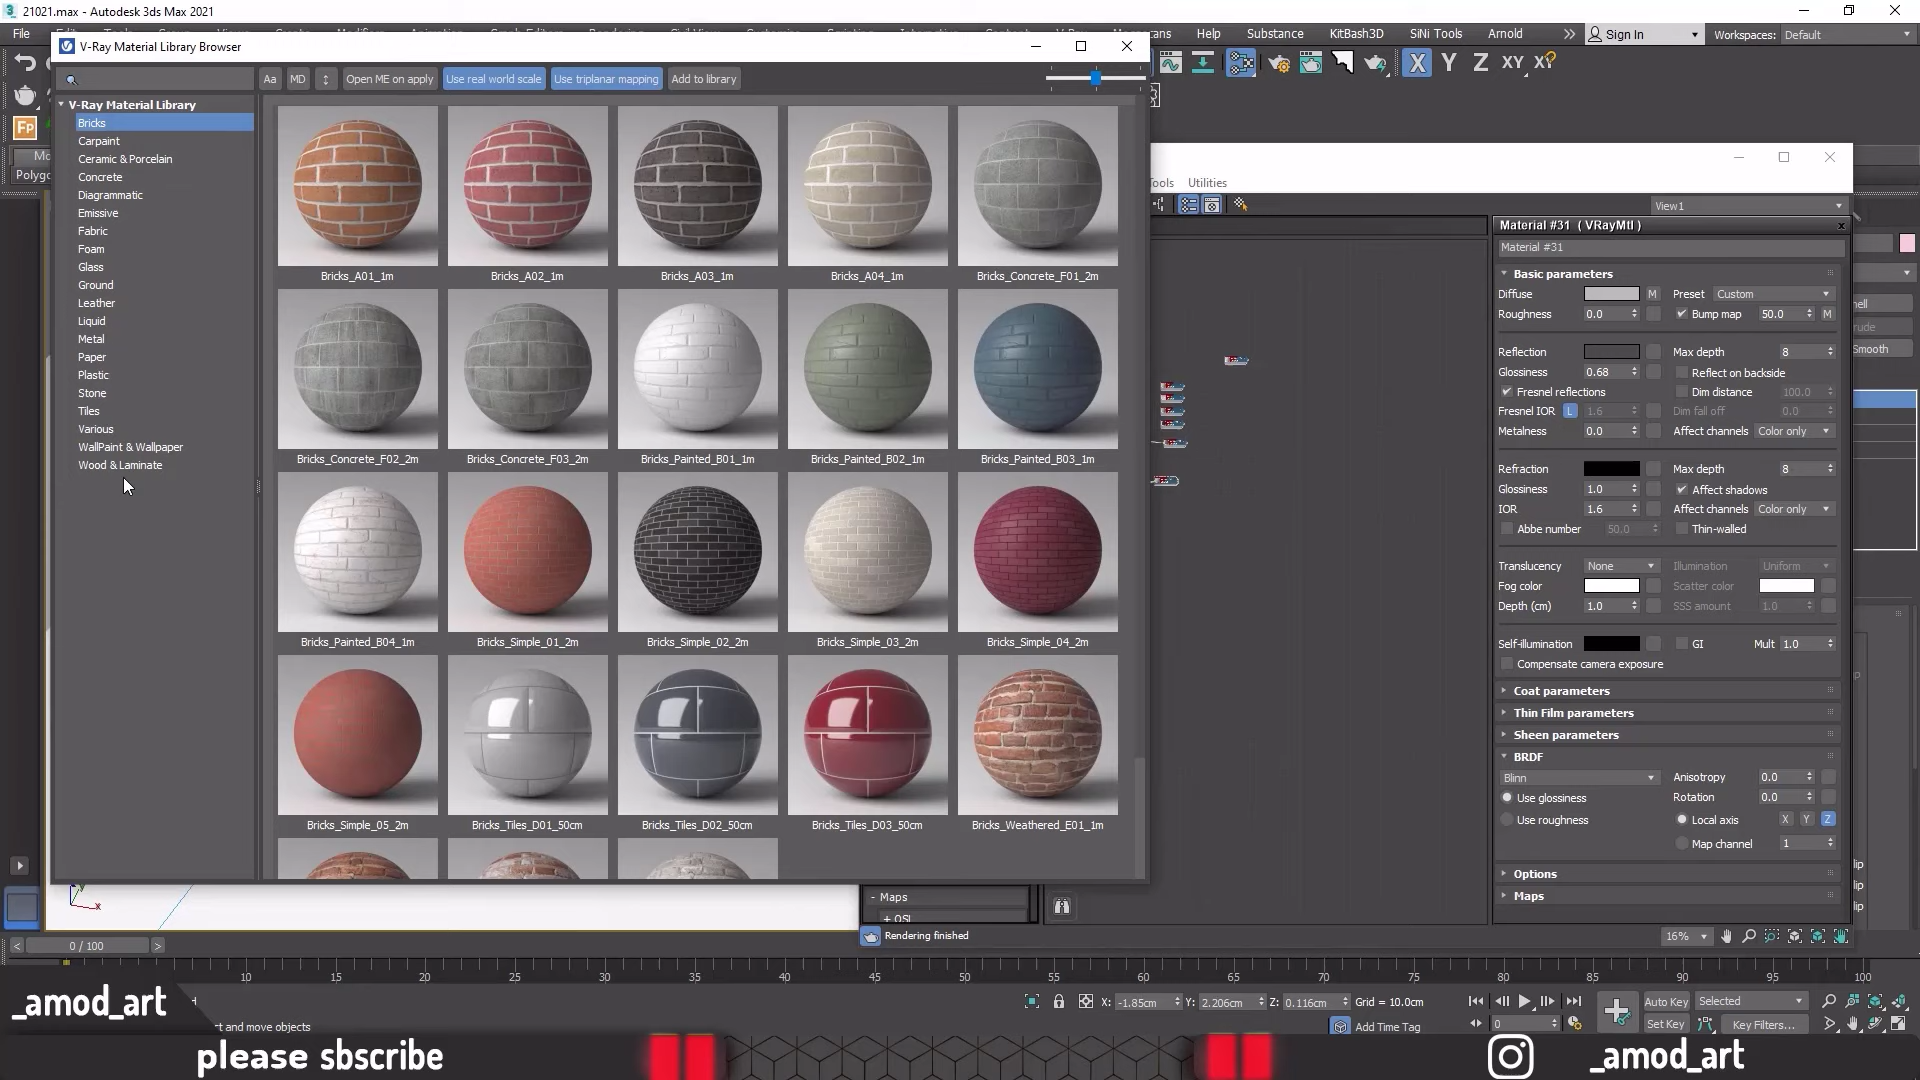 21021.max - Autodesk 3ds Max 2021
File
Help
Substance
KitBash3D
SiNi Tools
Arnold
Sign In
Workspaces:
Default
V-Ray Material Library Browser
Aa
MD
Open ME on apply
Use real world scale
Use triplanar mapping
Add to library
X
Y
Z
XY
V-Ray Material Library
Bricks
Carpaint
Ceramic & Porcelain
Concrete
Diagrammatic
Emissive
Fabric
Foam
Glass
Ground
Leather
Liquid
Metal
Paper
Plastic
Stone
Tiles
Various
WallPaint & Wallpaper
Wood & Laminate
Bricks_A01_1m
Bricks_A02_1m
Bricks_A03_1m
Bricks_A04_1m
Bricks_Concrete_F01_2m
Bricks_Concrete_F02_2m
Bricks_Concrete_F03_2m
Bricks_Painted_B01_1m
Bricks_Painted_B02_1m
Bricks_Painted_B03_1m
Bricks_Painted_B04_1m
Bricks_Simple_01_2m
Bricks_Simple_02_2m
Bricks_Simple_03_2m
Bricks_Simple_04_2m
Bricks_Simple_05_2m
Bricks_Tiles_D01_50cm
Bricks_Tiles_D02_50cm
Bricks_Tiles_D03_50cm
Bricks_Weathered_E01_1m
Fp
Mc
Polygo
Tools
Utilities
View1
Material #31 ( VRayMtl )
Material #31
Basic parameters
Diffuse M Preset Custom
Roughness 0.0 Bump map 50.0 M
Reflection Max depth 8
Glossiness 0.68 Reflect on backside
Fresnel reflections Dim distance 100.0
Fresnel IOR L 1.6 Dim fall off 0.0
Metalness 0.0 Affect channels Color only
Refraction Max depth 8
Glossiness 1.0 Affect shadows
IOR 1.6 Affect channels Color only
Abbe number 50.0 Thin-walled
Translucency None Illumination Uniform
Fog color Scatter color
Depth (cm) 1.0 SSS amount 1.0
Self-illumination GI Mult 1.0
Compensate camera exposure
Coat parameters
Thin Film parameters
Sheen parameters
BRDF
Blinn Anisotropy 0.0
Use glossiness Rotation 0.0
Use roughness Local axis X Y Z
Map channel 1
Options
Maps
- Maps
+ OSL
Rendering finished
16%
0 / 100
10 15 20 25 30 35 40 45 50 55 60 65 70 75 80 85 90 95 100
X: -1.85cm Y: 2.206cm Z: 0.116cm Grid = 10.0cm
Add Time Tag
0
Auto Key
Selected
Set Key
Key Filters...
ct and move objects
_amod_art
please sbscribe
_amod_art